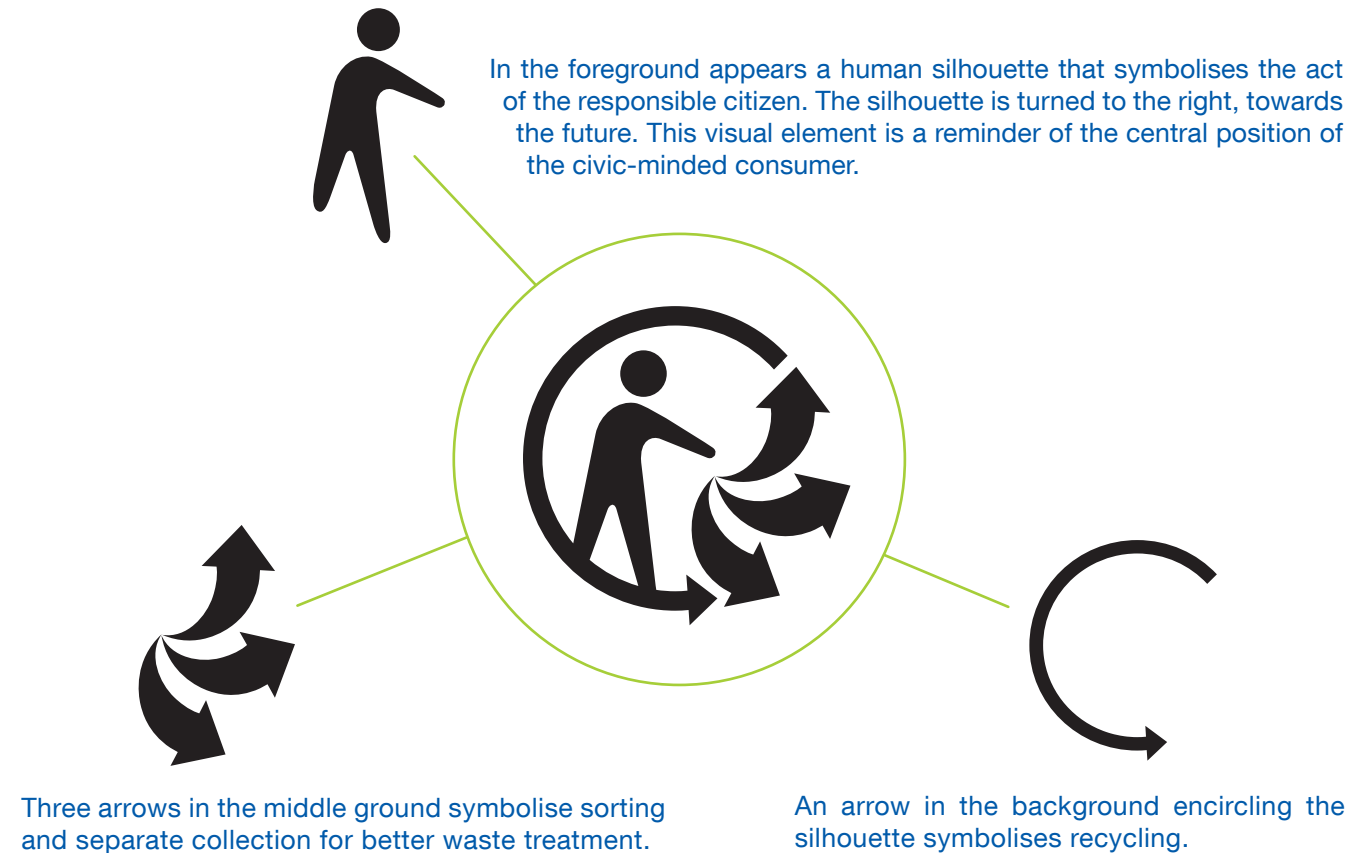 In the foreground appears a human silhouette that symbolises the act
of the responsible citizen. The silhouette is turned to the right, towards
the future. This visual element is a reminder of the central position of
the civic-minded consumer.
Three arrows in the middle ground symbolise sorting
and separate collection for better waste treatment.
An arrow in the background encircling the
silhouette symbolises recycling.